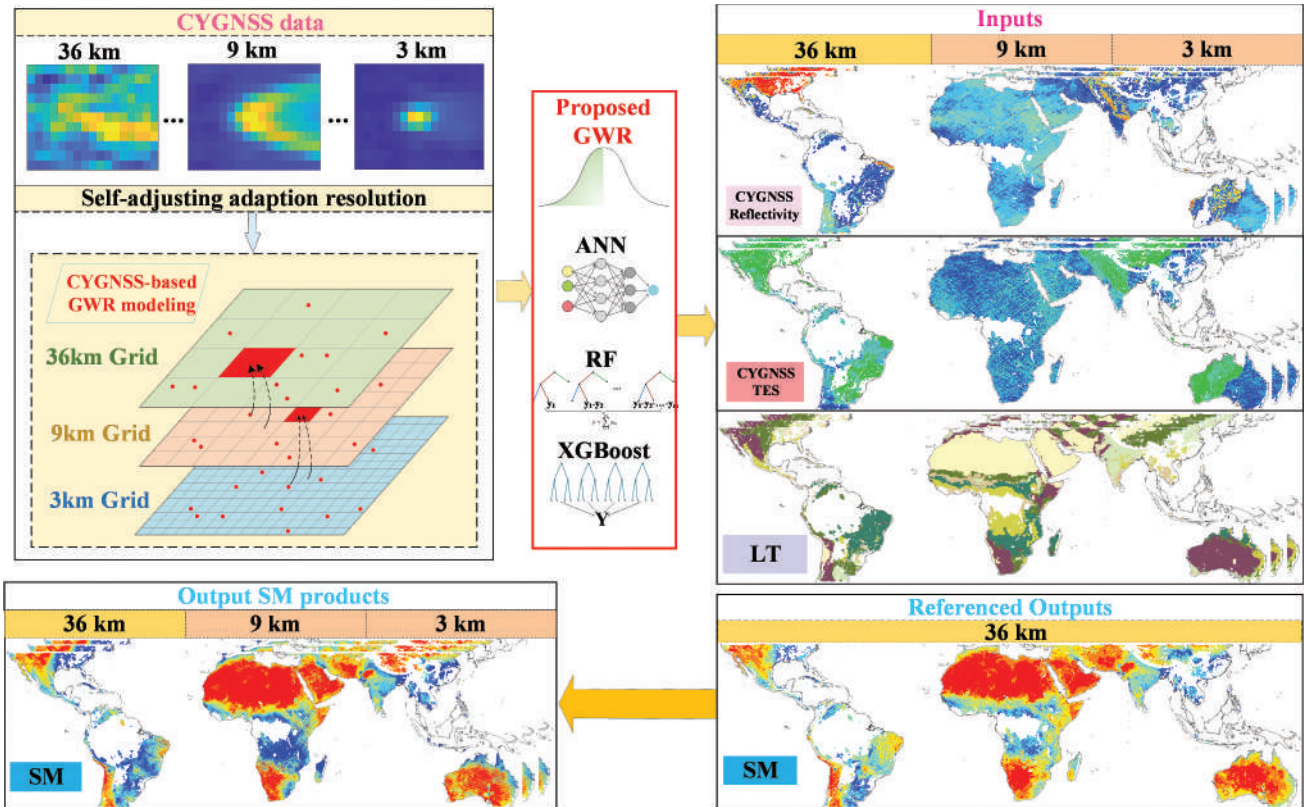 CYGNSS data
36 km
9 km
3 km
...
...
Self-adjusting adaption resolution
CYGNSS-based
GWR modeling
36km Grid
9km Grid
3km Grid
Proposed
GWR
ANN
RF
XGBoost
Y
Inputs
36 km
9 km
3 km
CYGNSS
Reflectivity
CYGNSS
TES
LT
Output SM products
36 km
9 km
3 km
SM
Referenced Outputs
36 km
SM